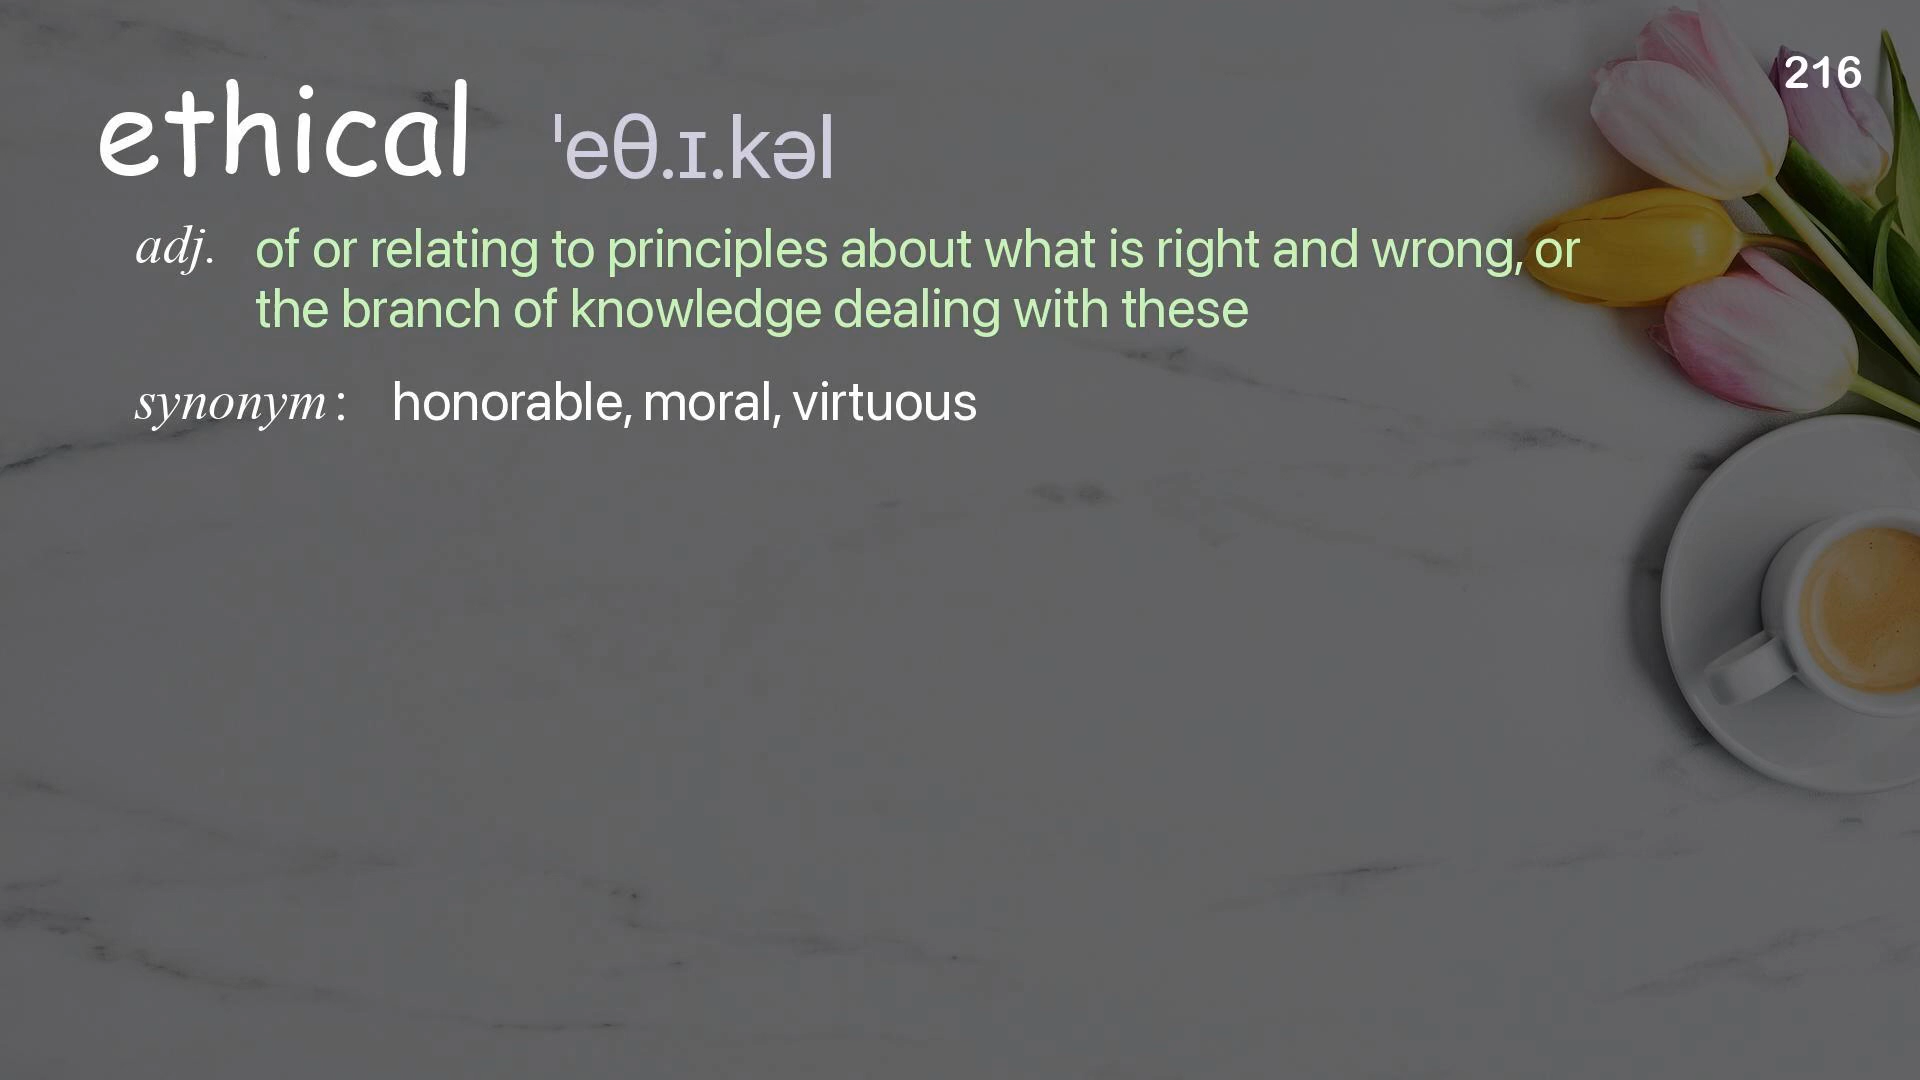 216
ethical ˈeθ.ɪ.kəl
adj. of or relating to principles about what is right and wrong, or
the branch of knowledge dealing with these
synonym : honorable, moral, virtuous